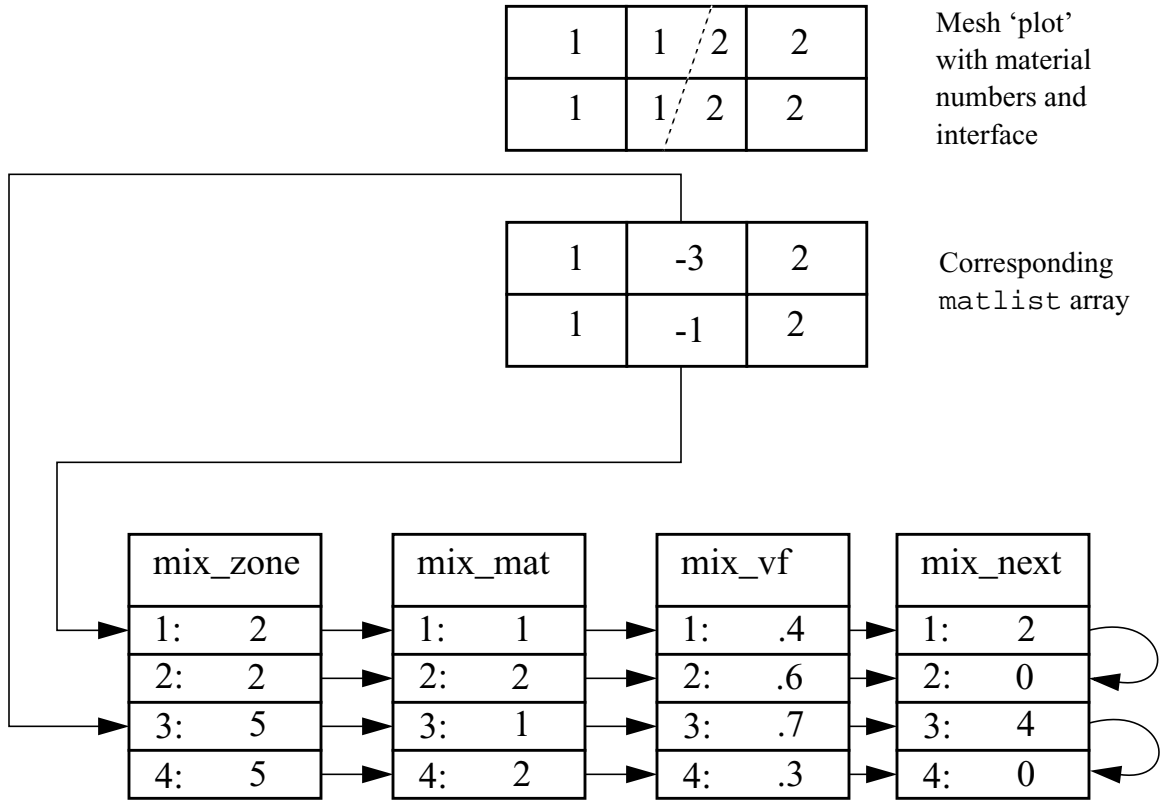 1 1 2 2
1 1 2 2
Mesh ‘plot’
with material
numbers and
interface
1 -3 2
1 -1 2
Corresponding
matlist array
mix_zone mix_mat mix_vf mix_next
1: 2 1: 1 1: .4 1: 2
2: 2 2: 2 2: .6 2: 0
3: 5 3: 1 3: .7 3: 4
4: 5 4: 2 4: .3 4: 0